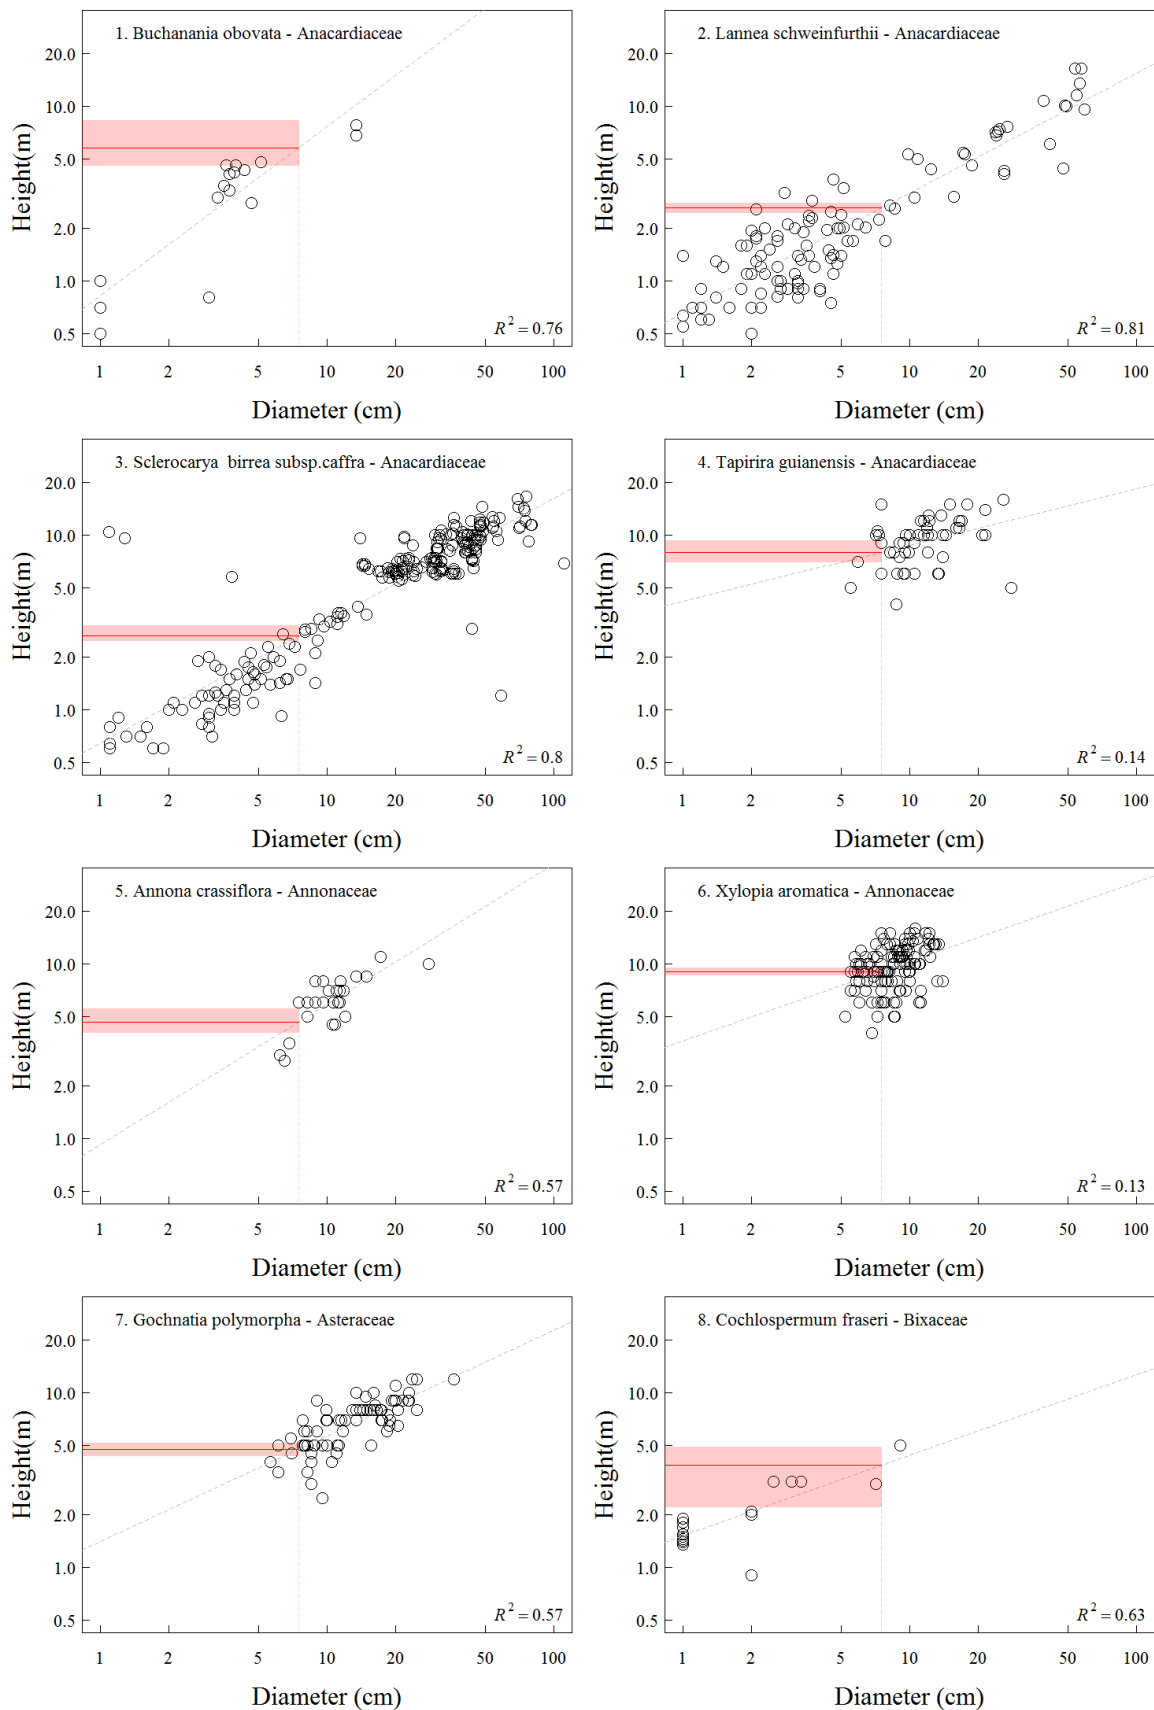 1. Buchanania obovata - Anacardiaceae
Height(m)
20.0
10.0
5.0
2.0
1.0
0.5
R² = 0.76
1 2 5 10 20 50 100
Diameter (cm)
2. Lannea schweinfurthii - Anacardiaceae
Height(m)
20.0
10.0
5.0
2.0
1.0
0.5
R² = 0.81
1 2 5 10 20 50 100
Diameter (cm)
3. Sclerocarya birrea subsp.caffra - Anacardiaceae
Height(m)
20.0
10.0
5.0
2.0
1.0
0.5
R² = 0.8
1 2 5 10 20 50 100
Diameter (cm)
4. Tapirira guianensis - Anacardiaceae
Height(m)
20.0
10.0
5.0
2.0
1.0
0.5
R² = 0.14
1 2 5 10 20 50 100
Diameter (cm)
5. Annona crassiflora - Annonaceae
Height(m)
20.0
10.0
5.0
2.0
1.0
0.5
R² = 0.57
1 2 5 10 20 50 100
Diameter (cm)
6. Xylopia aromatica - Annonaceae
Height(m)
20.0
10.0
5.0
2.0
1.0
0.5
R² = 0.13
1 2 5 10 20 50 100
Diameter (cm)
7. Gochnatia polymorpha - Asteraceae
Height(m)
20.0
10.0
5.0
2.0
1.0
0.5
R² = 0.57
1 2 5 10 20 50 100
Diameter (cm)
8. Cochlospermum fraseri - Bixaceae
Height(m)
20.0
10.0
5.0
2.0
1.0
0.5
R² = 0.63
1 2 5 10 20 50 100
Diameter (cm)